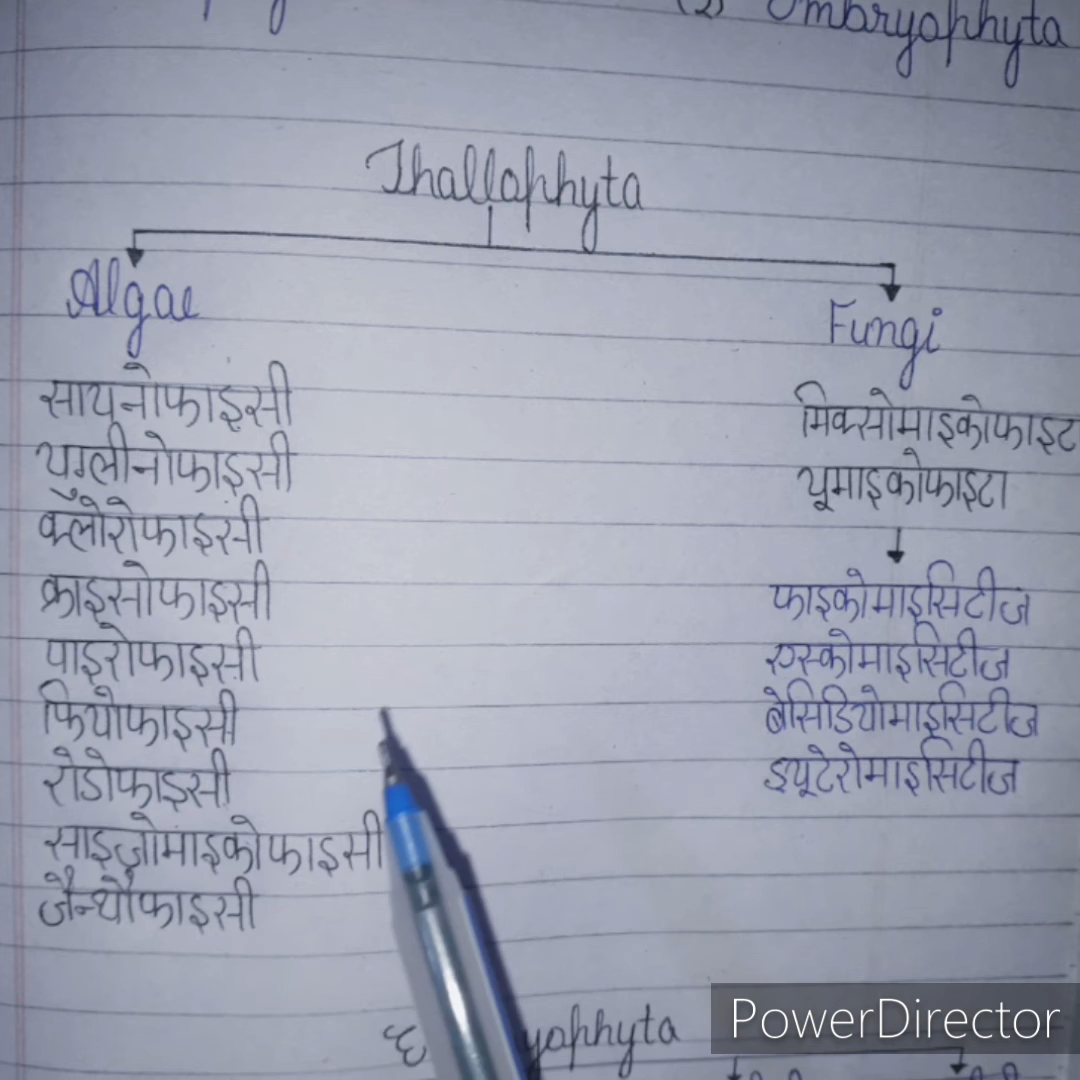 (2) Embryophyta
Thallophyta
Algae
Fungi
सायनोफाइसी
युग्लीनोफाइसी
क्लोरोफाइसी
क्राइसोफाइसी
पाइरोफाइसी
फियोफाइसी
रोडोफाइसी
साइजोमाइकोफाइसी
जैन्थोफाइसी
मिक्सोमाइकोफाइट
यूमाइकोफाइटा
फाइकोमाइसिटीज
एस्कोमाइसिटीज
बेसिडियोमाइसिटीज
ड्यूटेरोमाइसिटीज
PowerDirector